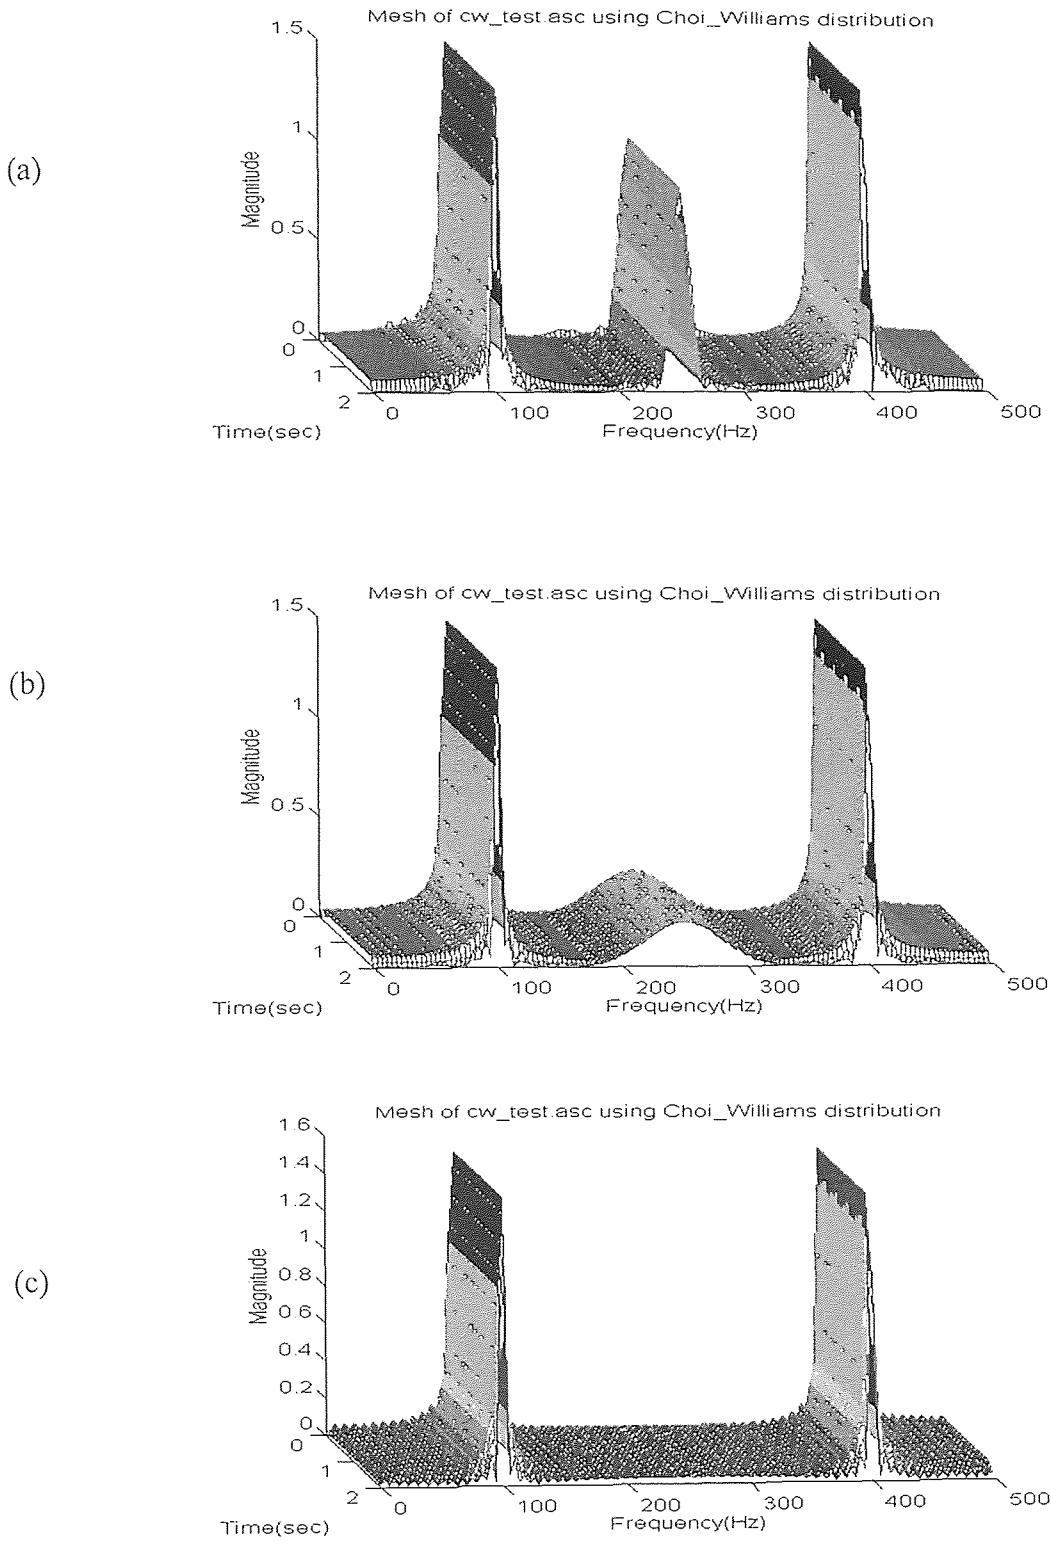 (a)
Mesh of cw_test.asc using Choi_Williams distribution
1.5
1
0.5
0
Magnitude
0
1
2
Time(sec)
0 100 200 300 400 500
Frequency(Hz)
(b)
Mesh of cw_test.asc using Choi_Williams distribution
1.5
1
0.5
0
Magnitude
0
1
2
Time(sec)
0 100 200 300 400 500
Frequency(Hz)
(c)
Mesh of cw_test.asc using Choi_Williams distribution
1.6
1.4
1.2
1
0.8
0.6
0.4
0.2
0
Magnitude
0
1
2
Time(sec)
0 100 200 300 400 500
Frequency(Hz)